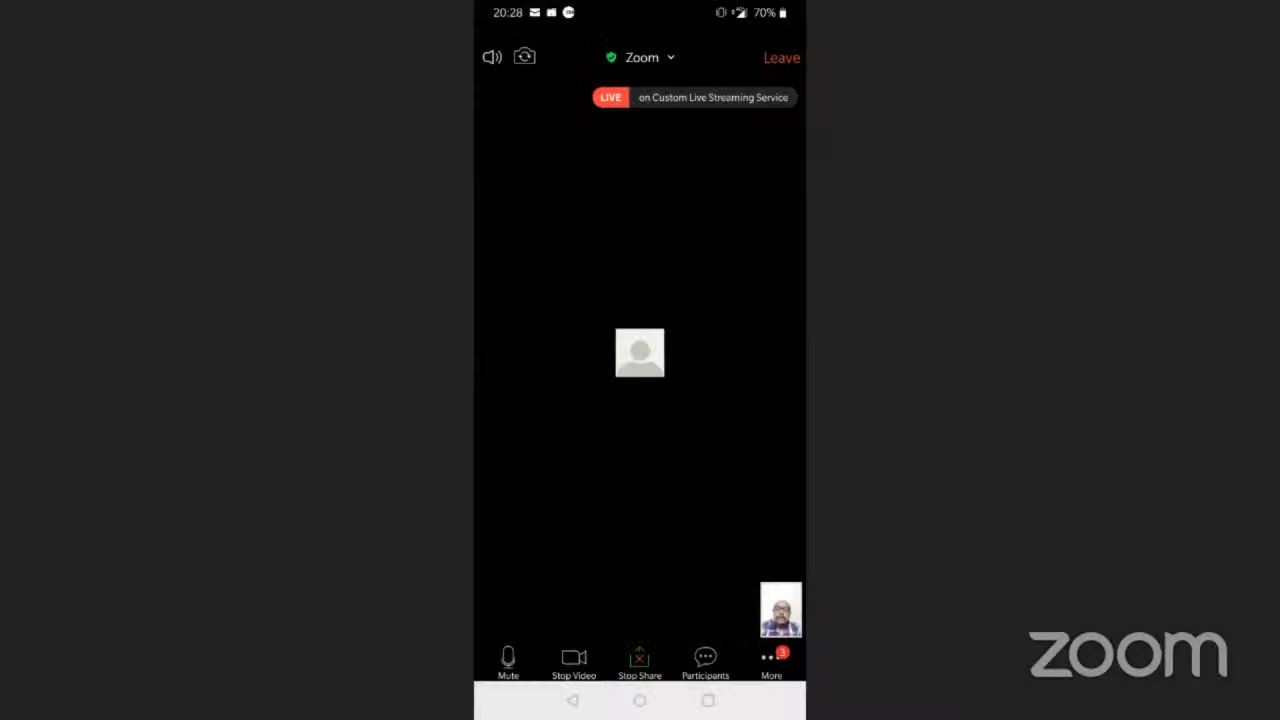 20:28 70%
Zoom Leave
LIVE on Custom Live Streaming Service
3
Mute Stop Video Stop Share Participants More
zoom